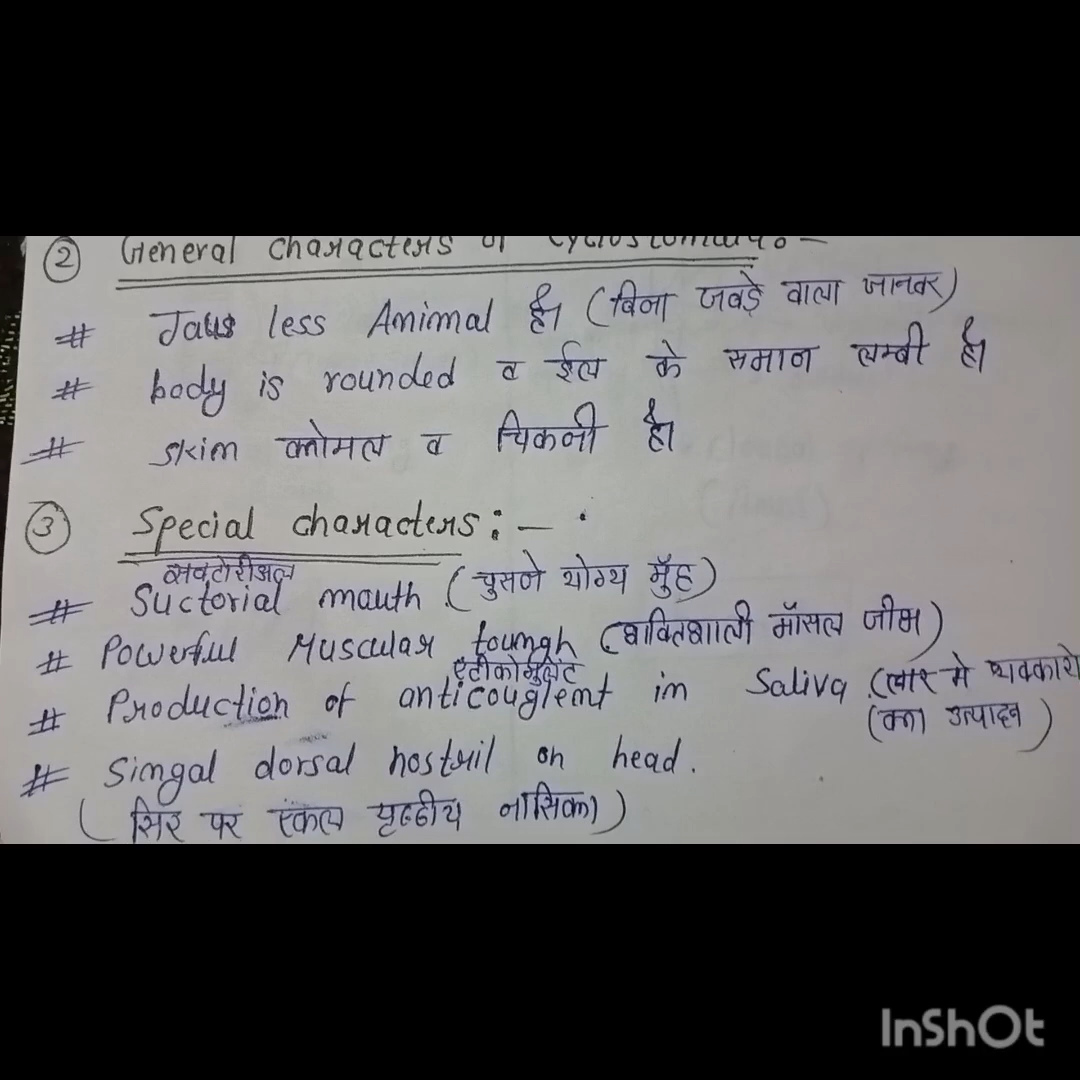 ② General characters of Cyclostomata :-
# Jaws less Animal है। (बिना जबड़े वाला जानवर)
# body is rounded व ईल के समान लम्बी है।
# skin कोमल व चिकनी है।
③ Special characters :-
सक्टोरीअल
# Suctorial mauth (चुसने योग्य मुँह)
# Powerful Muscular toungh (शक्तिशाली माँसल जीभ)
एंटीकोगुलेंट
# Production of anticouglent in Saliva (लार मे थक्कारो
(का उत्पादन)
# Singal dorsal nostril on head.
(सिर पर एकल पृष्ठीय नासिका)
InShOt